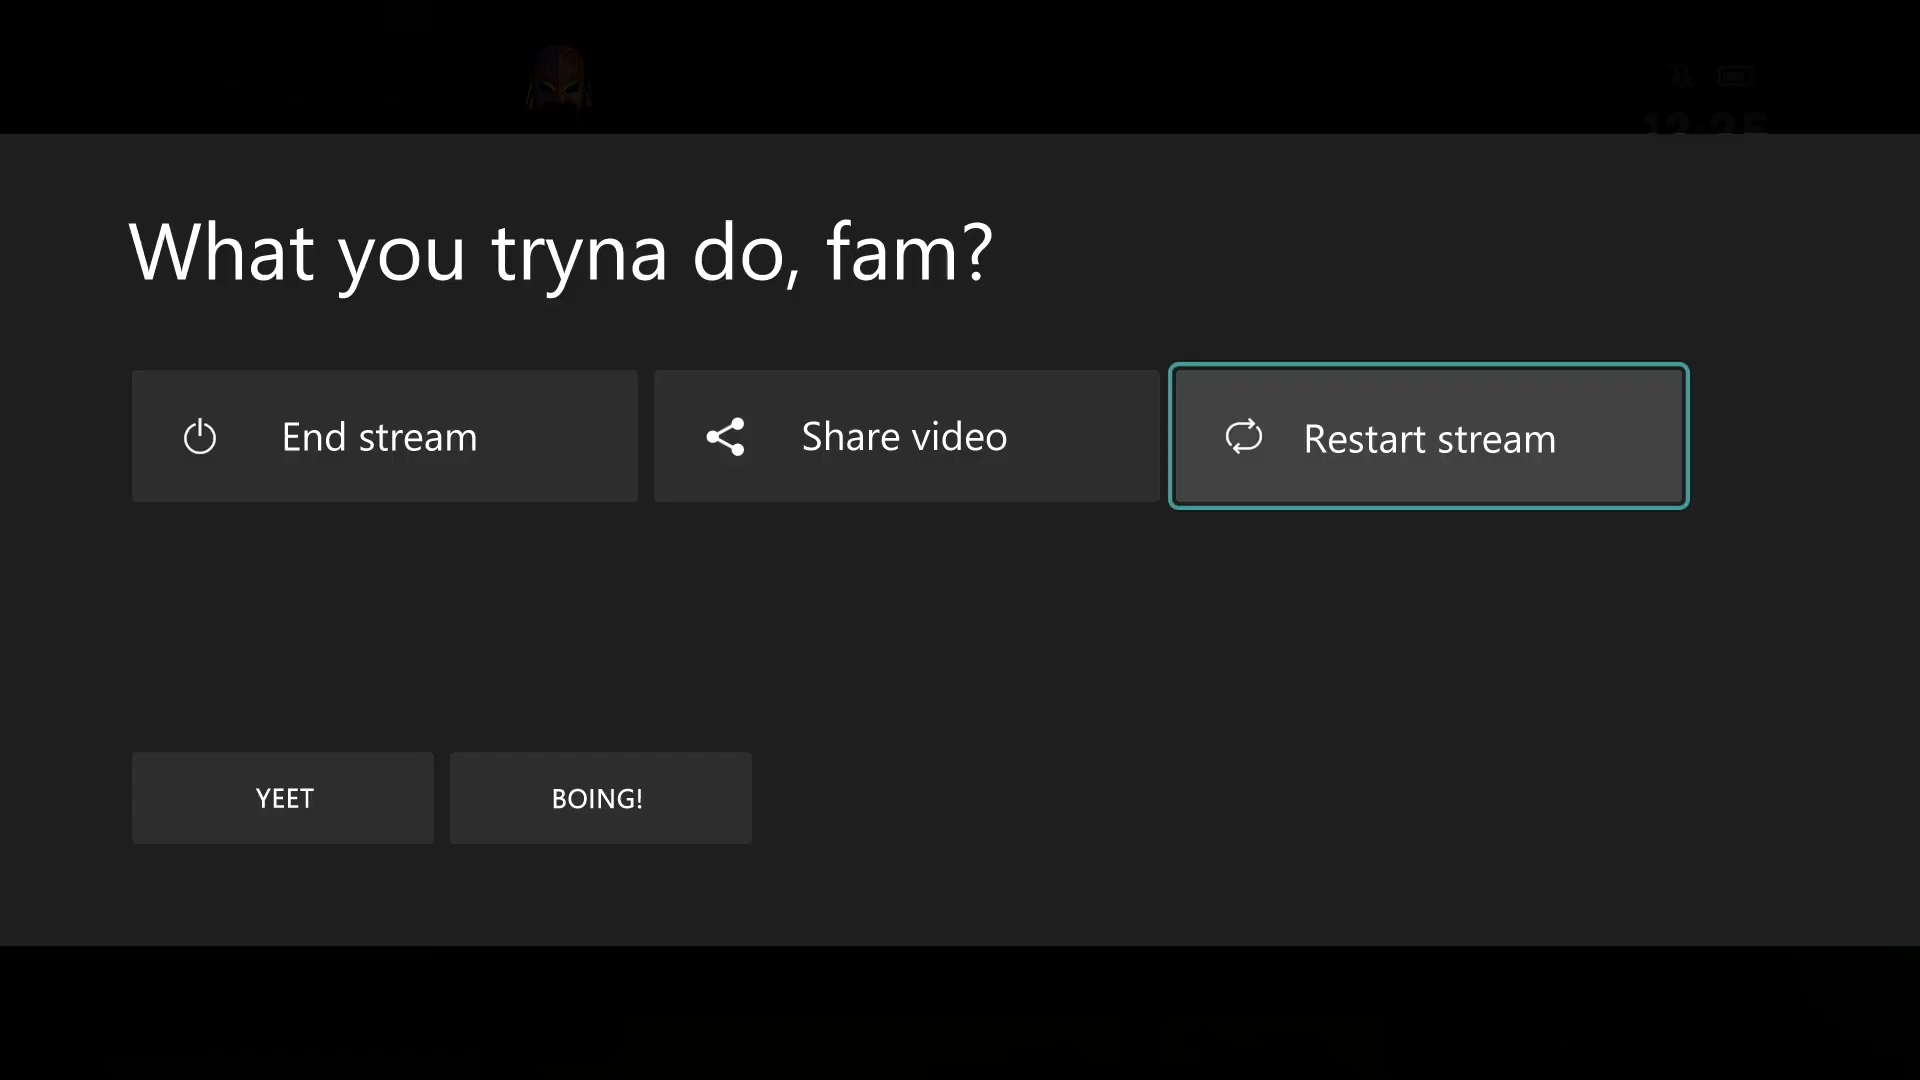 What you tryna do, fam?
End stream
Share video
Restart stream
YEET
BOING!